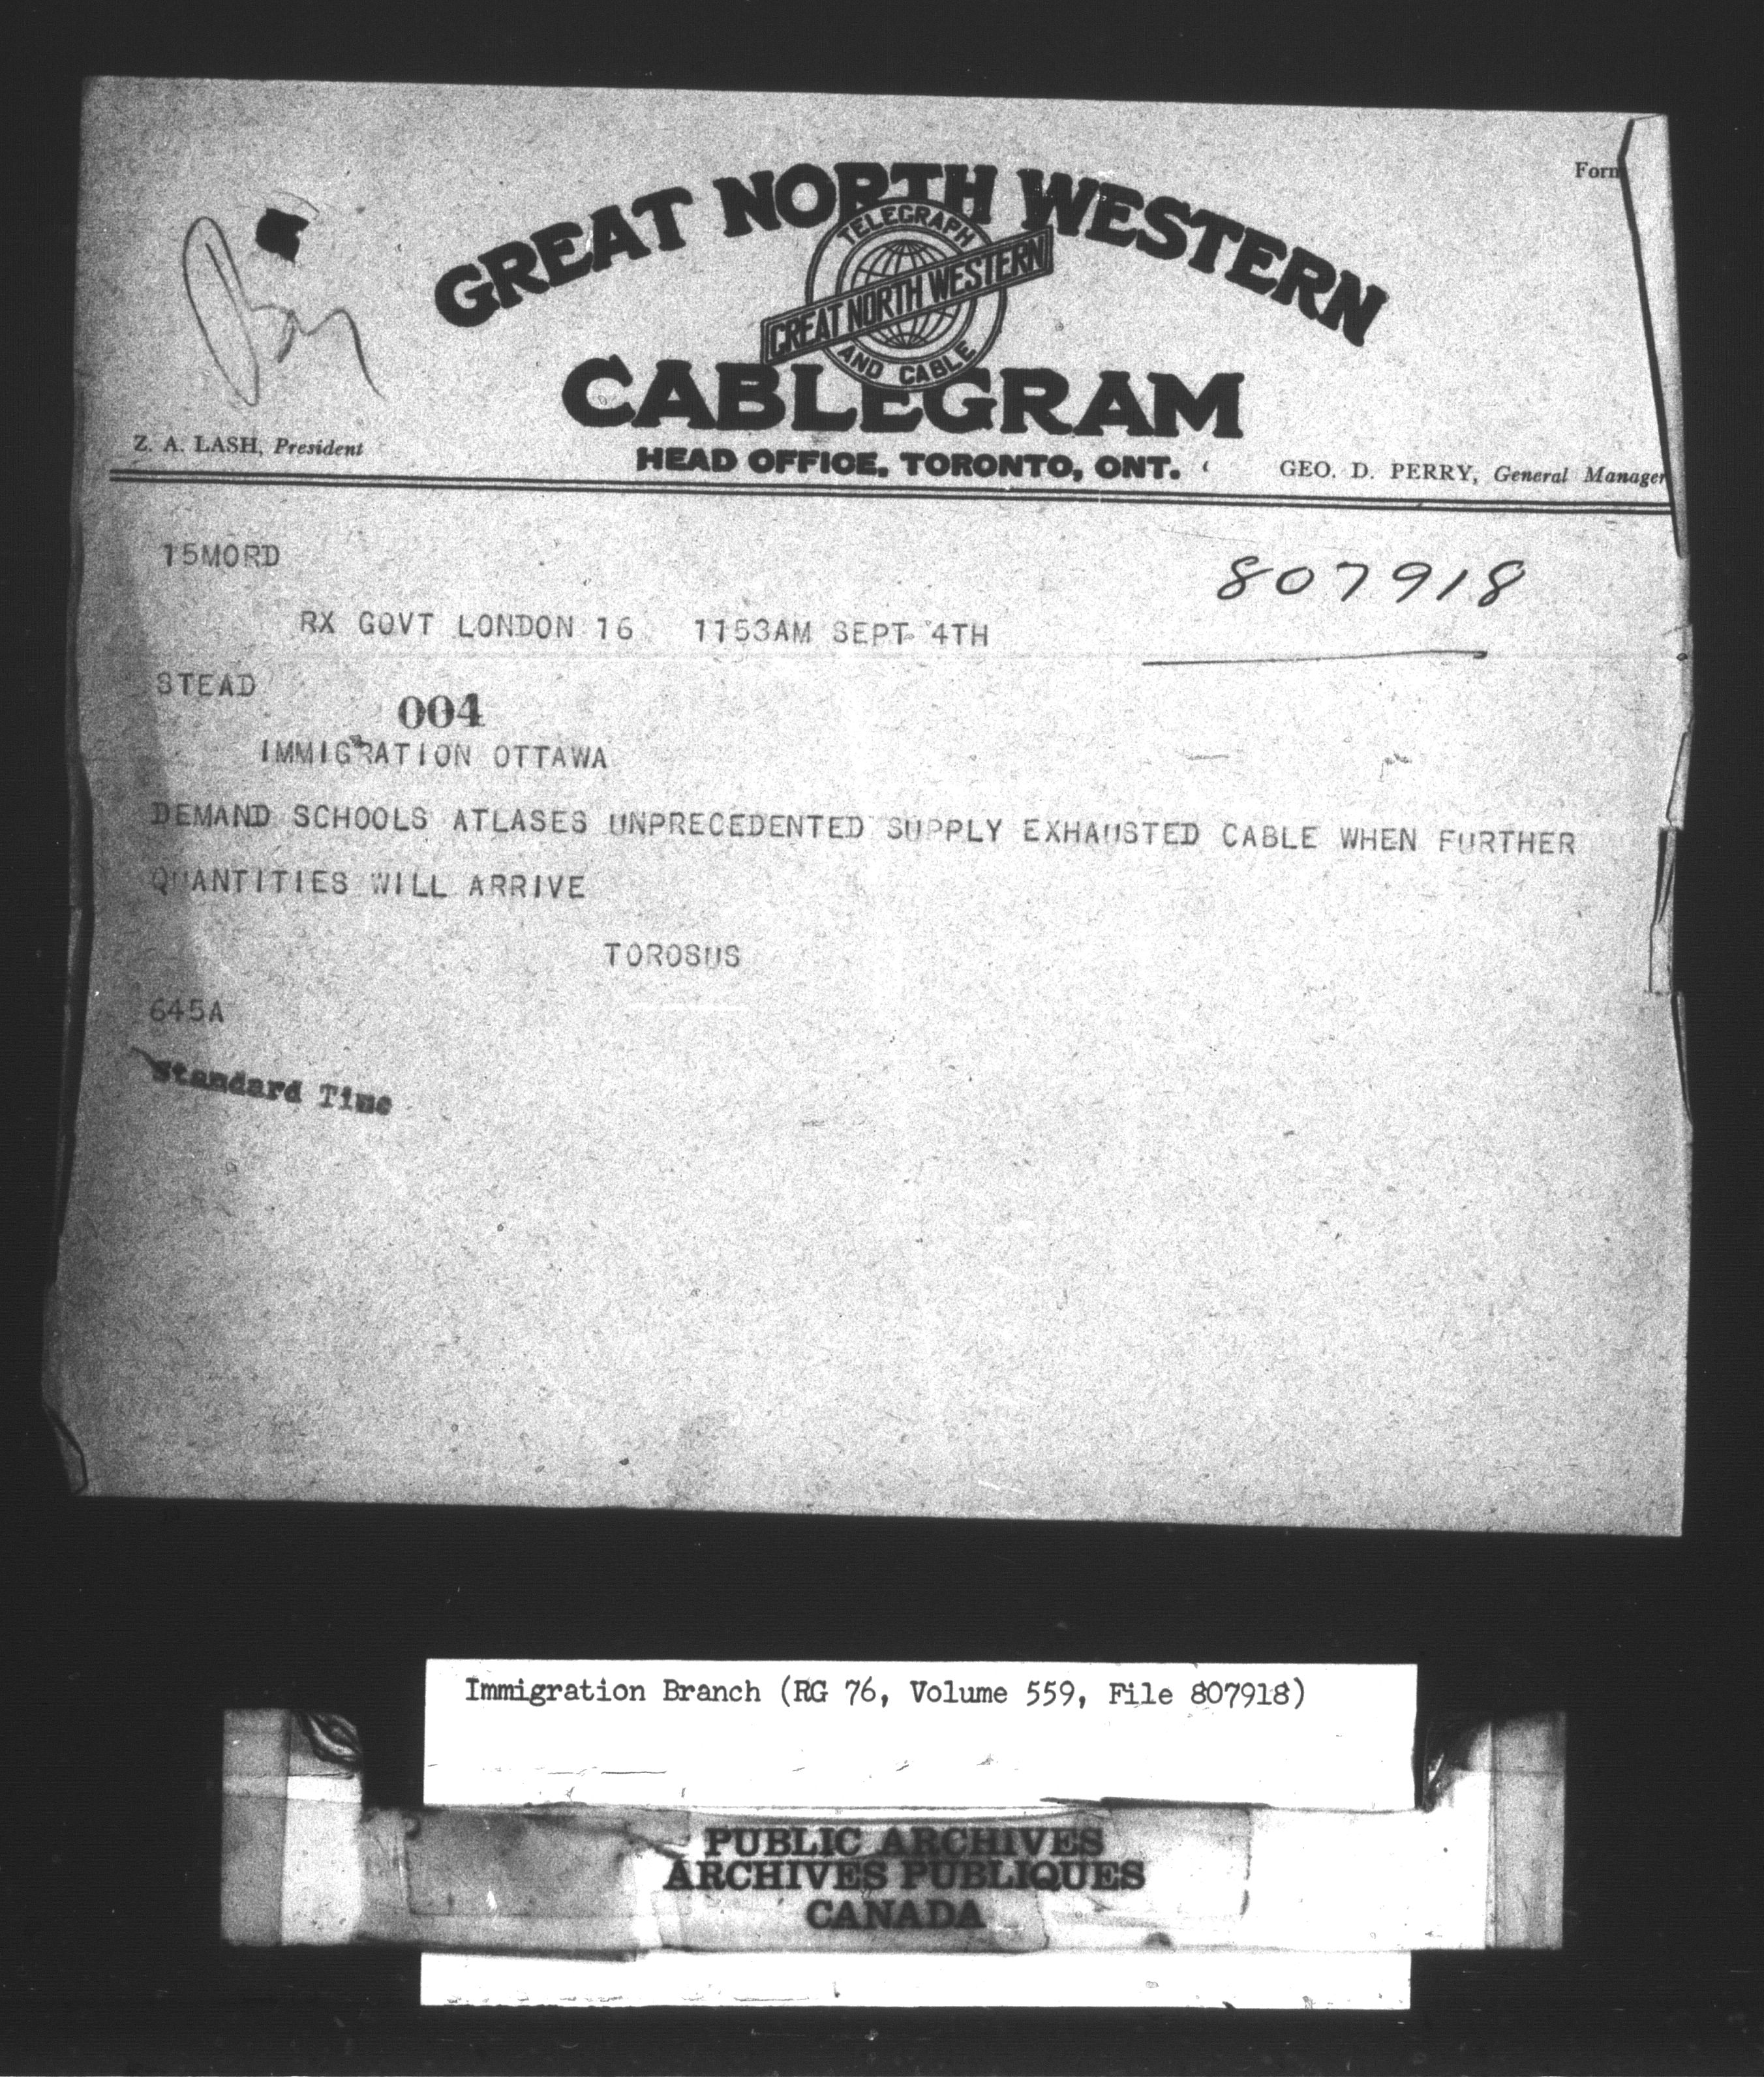 Form
GREAT NORTH WESTERN
TELEGRAPH
GREAT NORTH WESTERN
AND CABLE
CABLEGRAM
Z. A. LASH, President
HEAD OFFICE, TORONTO, ONT.
GEO. D. PERRY, General Manager
15MORD
807918
RX GOVT LONDON 16 1153AM SEPT 4TH
STEAD
004
IMMIGRATION OTTAWA
DEMAND SCHOOLS ATLASES UNPRECEDENTED SUPPLY EXHAUSTED CABLE WHEN FURTHER
QUANTITIES WILL ARRIVE
TOROSUS
645A
Standard Time
Immigration Branch (RG 76, Volume 559, File 807918)
PUBLIC ARCHIVES
ARCHIVES PUBLIQUES
CANADA